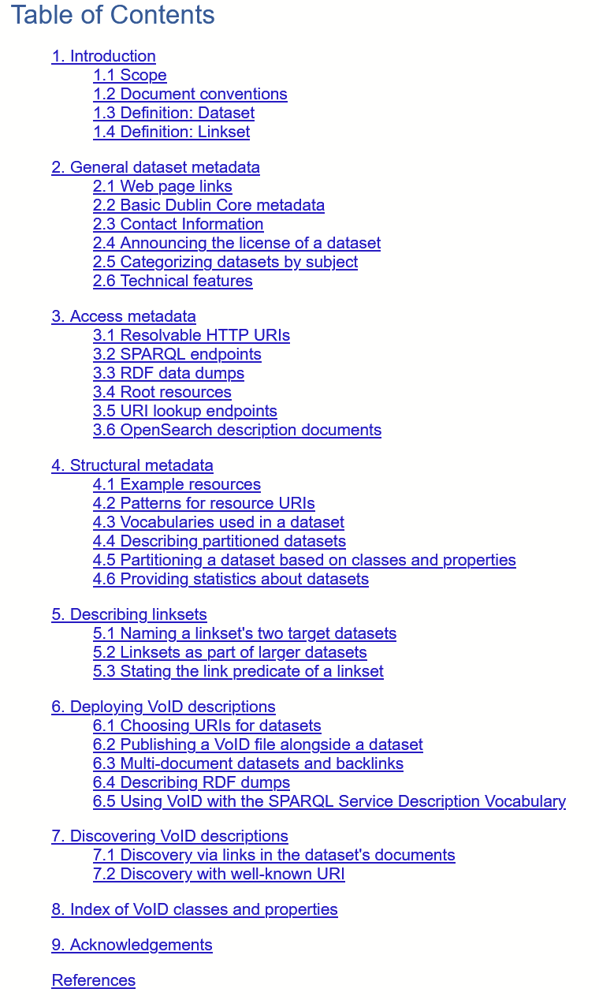 Table of Contents
1. Introduction
1.1 Scope
1.2 Document conventions
1.3 Definition: Dataset
1.4 Definition: Linkset
2. General dataset metadata
2.1 Web page links
2.2 Basic Dublin Core metadata
2.3 Contact Information
2.4 Announcing the license of a dataset
2.5 Categorizing datasets by subject
2.6 Technical features
3. Access metadata
3.1 Resolvable HTTP URIs
3.2 SPARQL endpoints
3.3 RDF data dumps
3.4 Root resources
3.5 URI lookup endpoints
3.6 OpenSearch description documents
4. Structural metadata
4.1 Example resources
4.2 Patterns for resource URIs
4.3 Vocabularies used in a dataset
4.4 Describing partitioned datasets
4.5 Partitioning a dataset based on classes and properties
4.6 Providing statistics about datasets
5. Describing linksets
5.1 Naming a linkset's two target datasets
5.2 Linksets as part of larger datasets
5.3 Stating the link predicate of a linkset
6. Deploying VoID descriptions
6.1 Choosing URIs for datasets
6.2 Publishing a VoID file alongside a dataset
6.3 Multi-document datasets and backlinks
6.4 Describing RDF dumps
6.5 Using VoID with the SPARQL Service Description Vocabulary
7. Discovering VoID descriptions
7.1 Discovery via links in the dataset's documents
7.2 Discovery with well-known URI
8. Index of VoID classes and properties
9. Acknowledgements
References